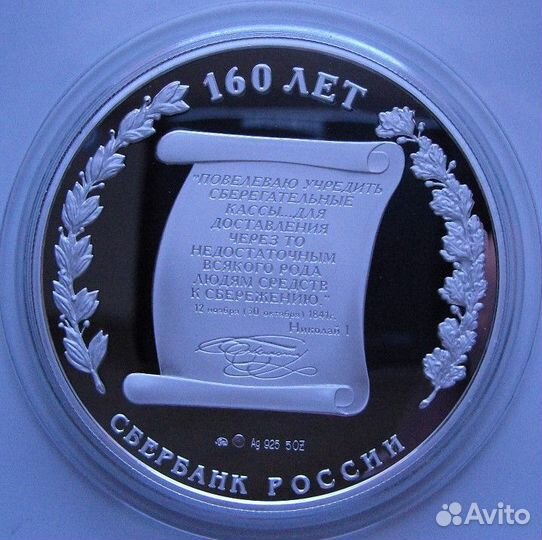 160 ЛЕТ
"ПОВЕЛЕВАЮ УЧРЕДИТЬ
СБЕРЕГАТЕЛЬНЫЕ
КАССЫ...ДЛЯ
ДОСТАВЛЕНИЯ
ЧЕРЕЗ ТО
НЕДОСТАТОЧНЫМ
ВСЯКОГО РОДА
ЛЮДЯМ СРЕДСТВ
К СБЕРЕЖЕНИЮ."
12 ноября (30 октября) 1841г.
Николай I
Ag 925 5OZ
СБЕРБАНК РОССИИ
Avito